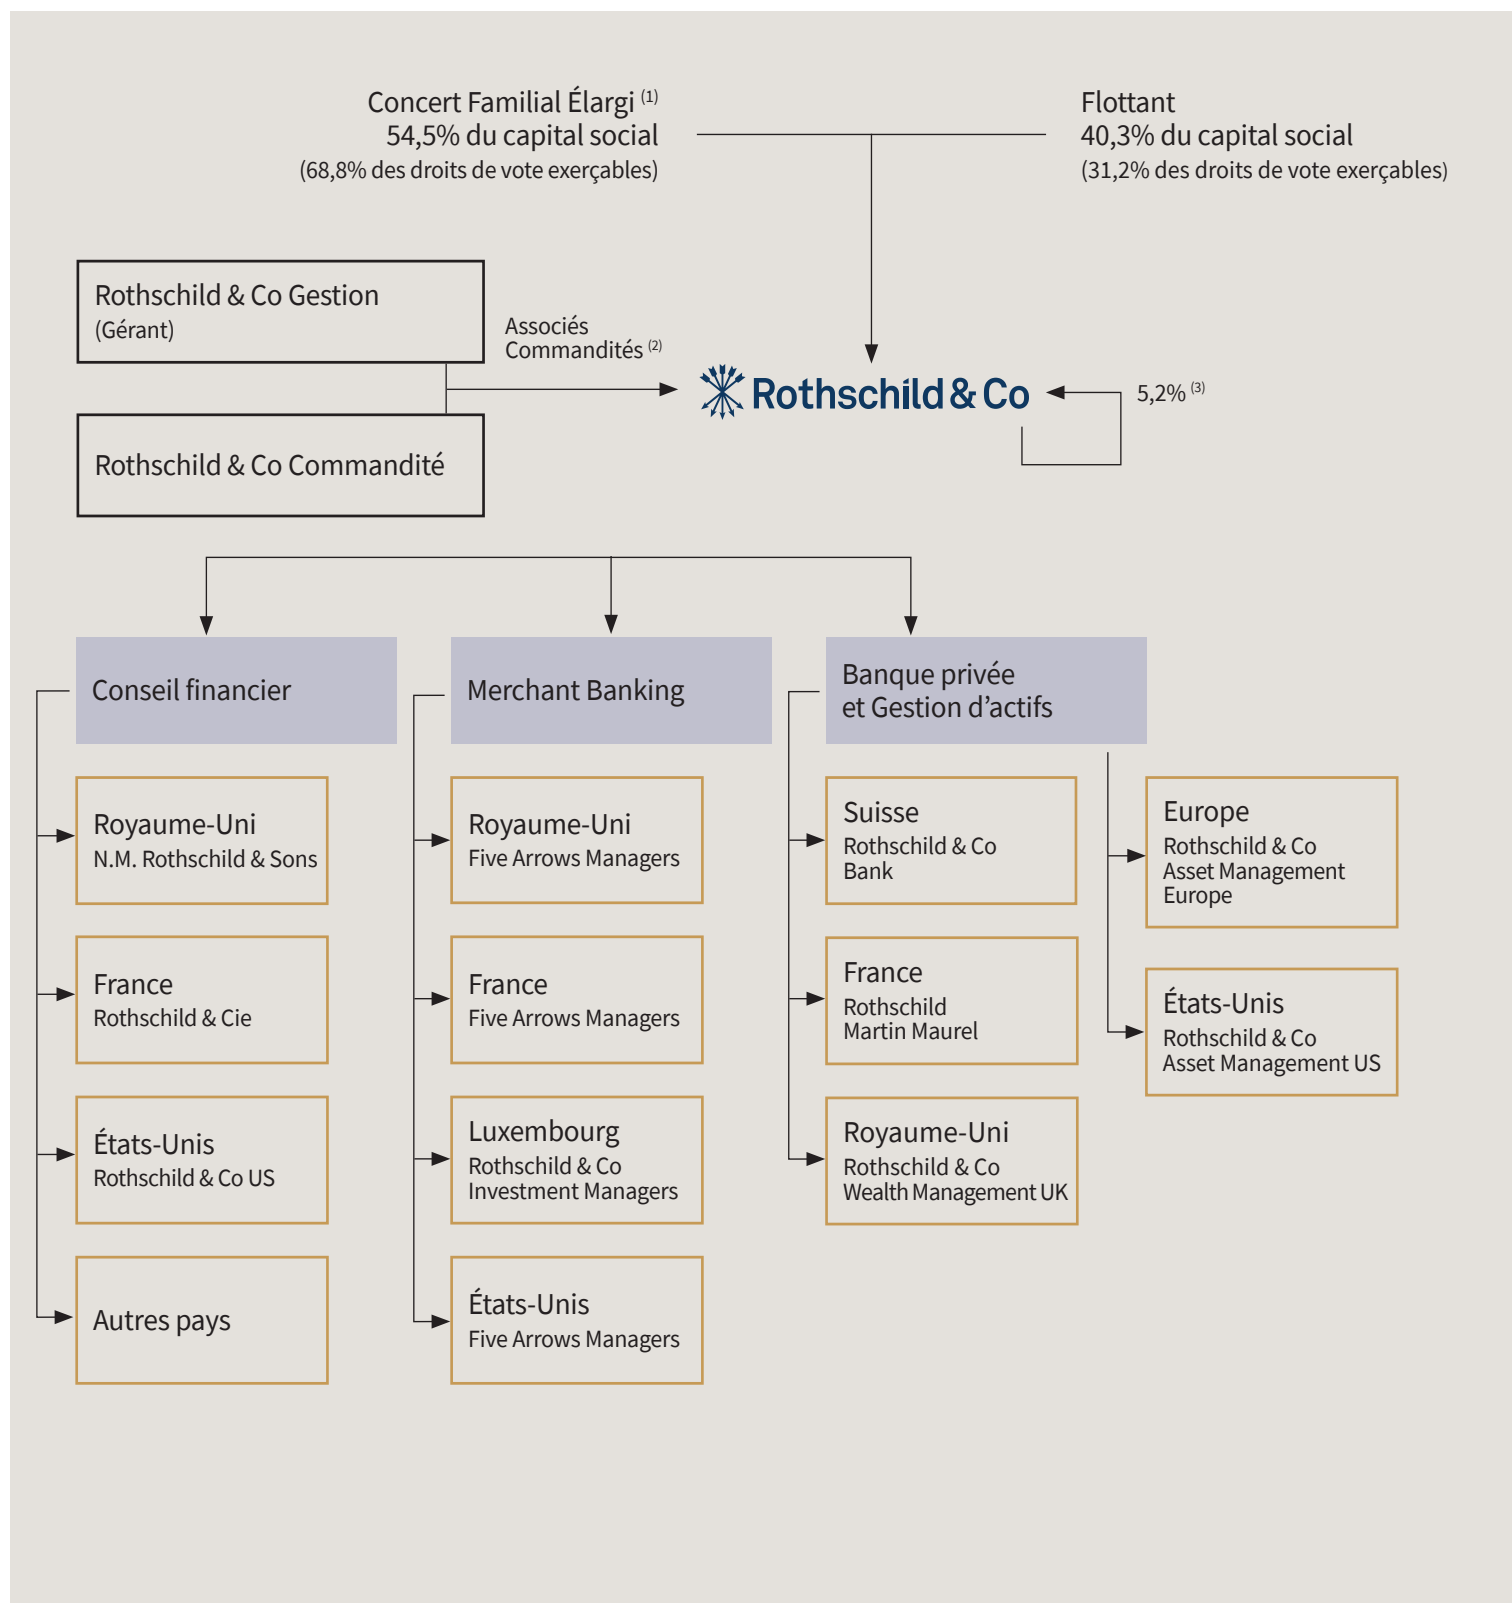 Concert Familial Élargi (1)
54,5% du capital social
(68,8% des droits de vote exerçables)
Flottant
40,3% du capital social
(31,2% des droits de vote exerçables)
Rothschild & Co Gestion
(Gérant)
Associés
Commandités (2)
Rothschild & Co
5,2% (3)
Rothschild & Co Commandité
Conseil financier
Royaume-Uni
N.M. Rothschild & Sons
France
Rothschild & Cie
États-Unis
Rothschild & Co US
Autres pays
Merchant Banking
Royaume-Uni
Five Arrows Managers
France
Five Arrows Managers
Luxembourg
Rothschild & Co
Investment Managers
États-Unis
Five Arrows Managers
Banque privée
et Gestion d’actifs
Suisse
Rothschild & Co
Bank
France
Rothschild
Martin Maurel
Royaume-Uni
Rothschild & Co
Wealth Management UK
Europe
Rothschild & Co
Asset Management
Europe
États-Unis
Rothschild & Co
Asset Management US